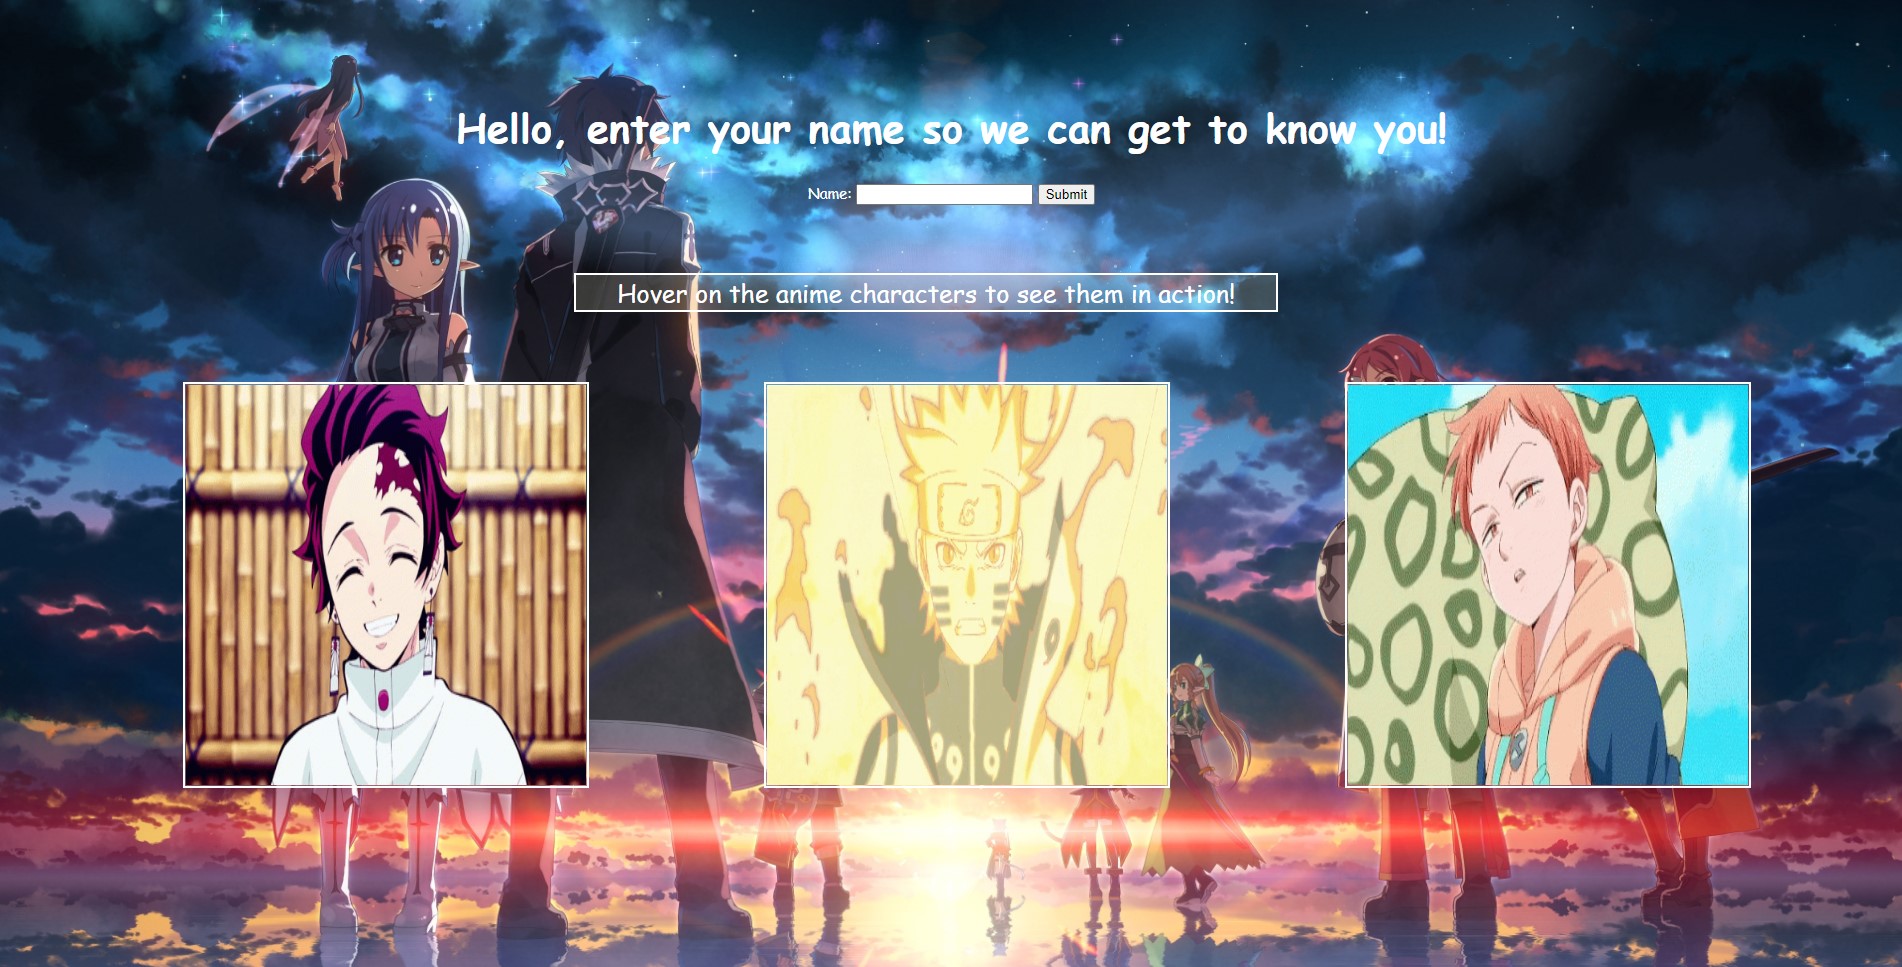 Hello, enter your name so we can get to know you!
Name: Submit
Hover on the anime characters to see them in action!